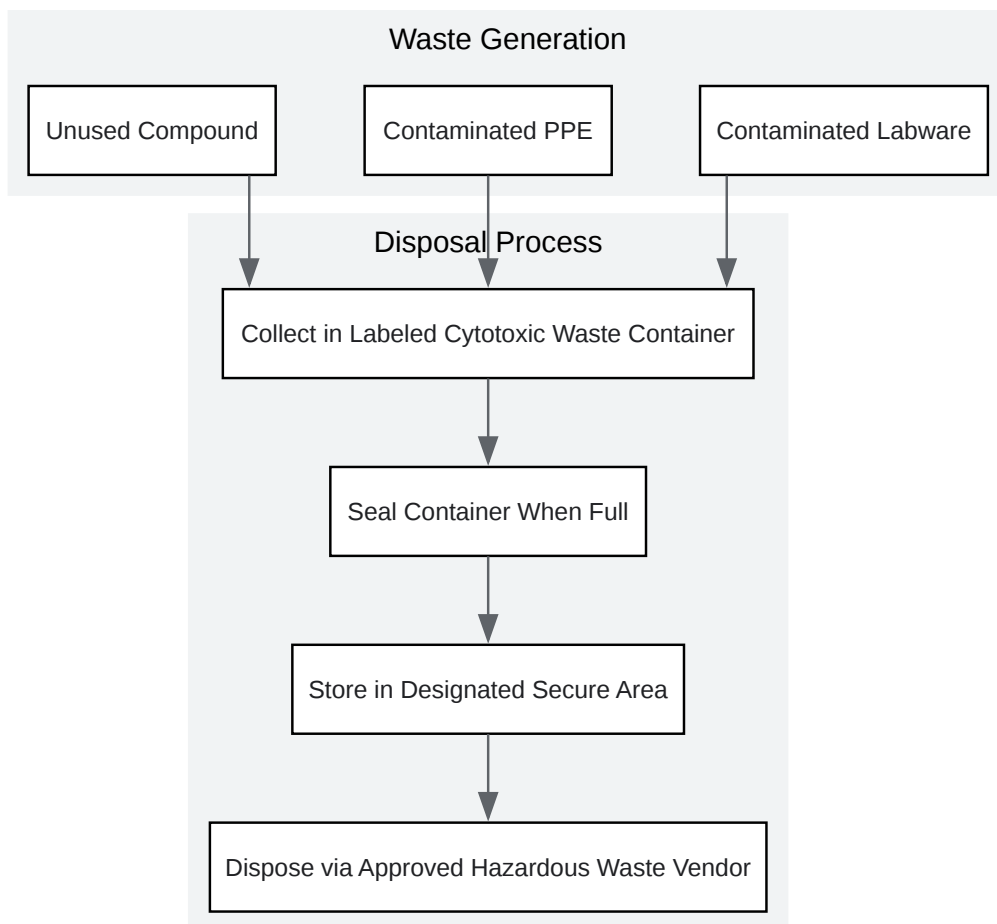 Waste Generation
Unused Compound
Contaminated PPE
Contaminated Labware
Disposal Process
Collect in Labeled Cytotoxic Waste Container
Seal Container When Full
Store in Designated Secure Area
Dispose via Approved Hazardous Waste Vendor